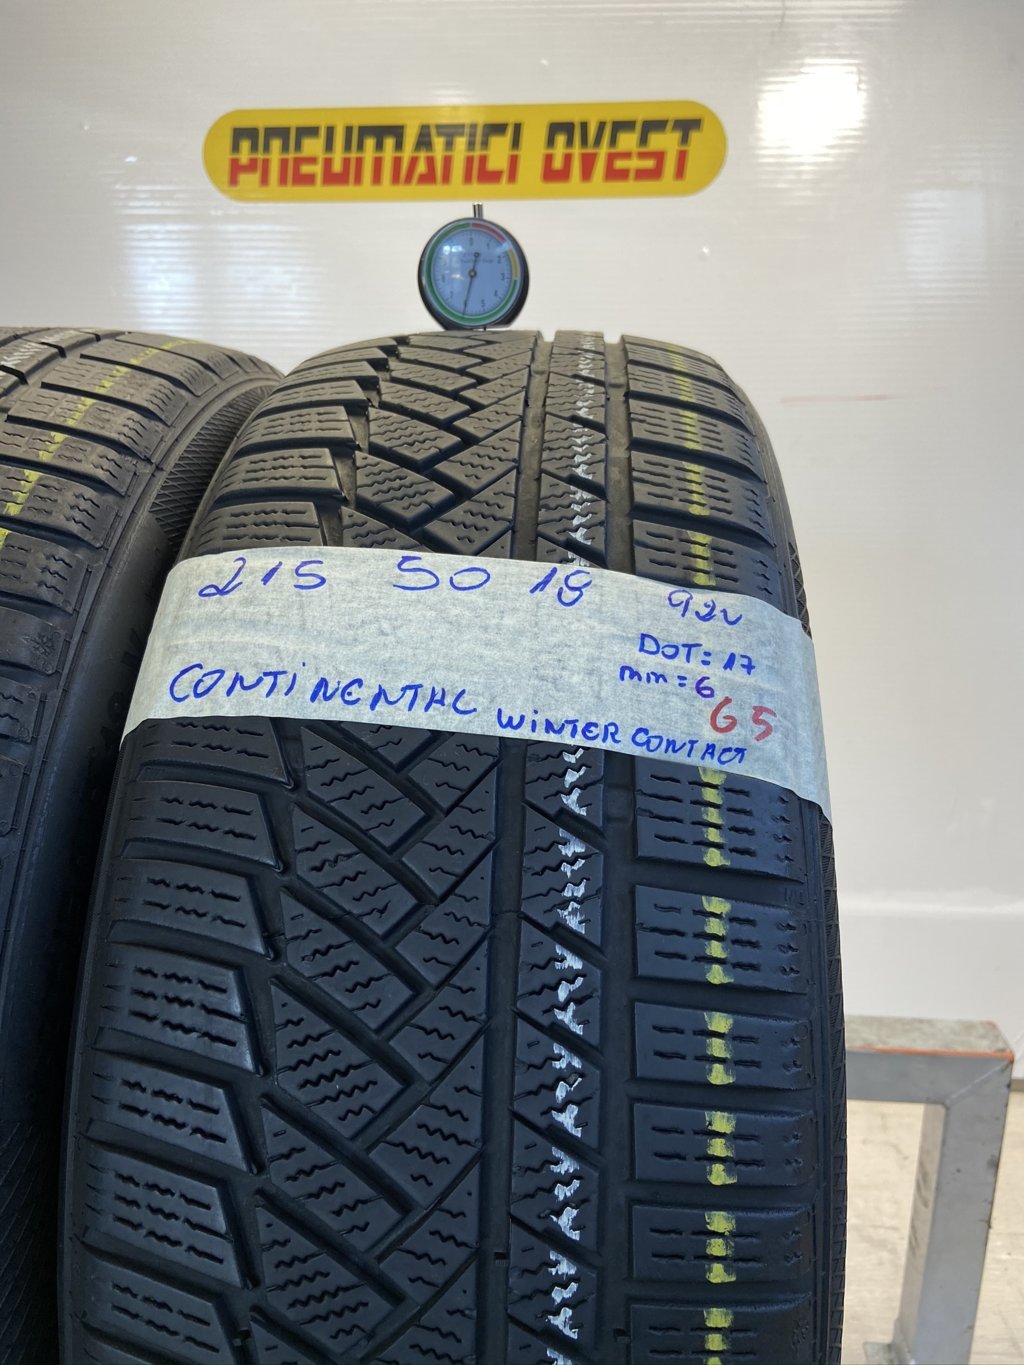 PNEUMATICI OVEST
215 50 18 92V
DOT: 17
mm = 6
65
CONTINENTAL WINTER CONTACT